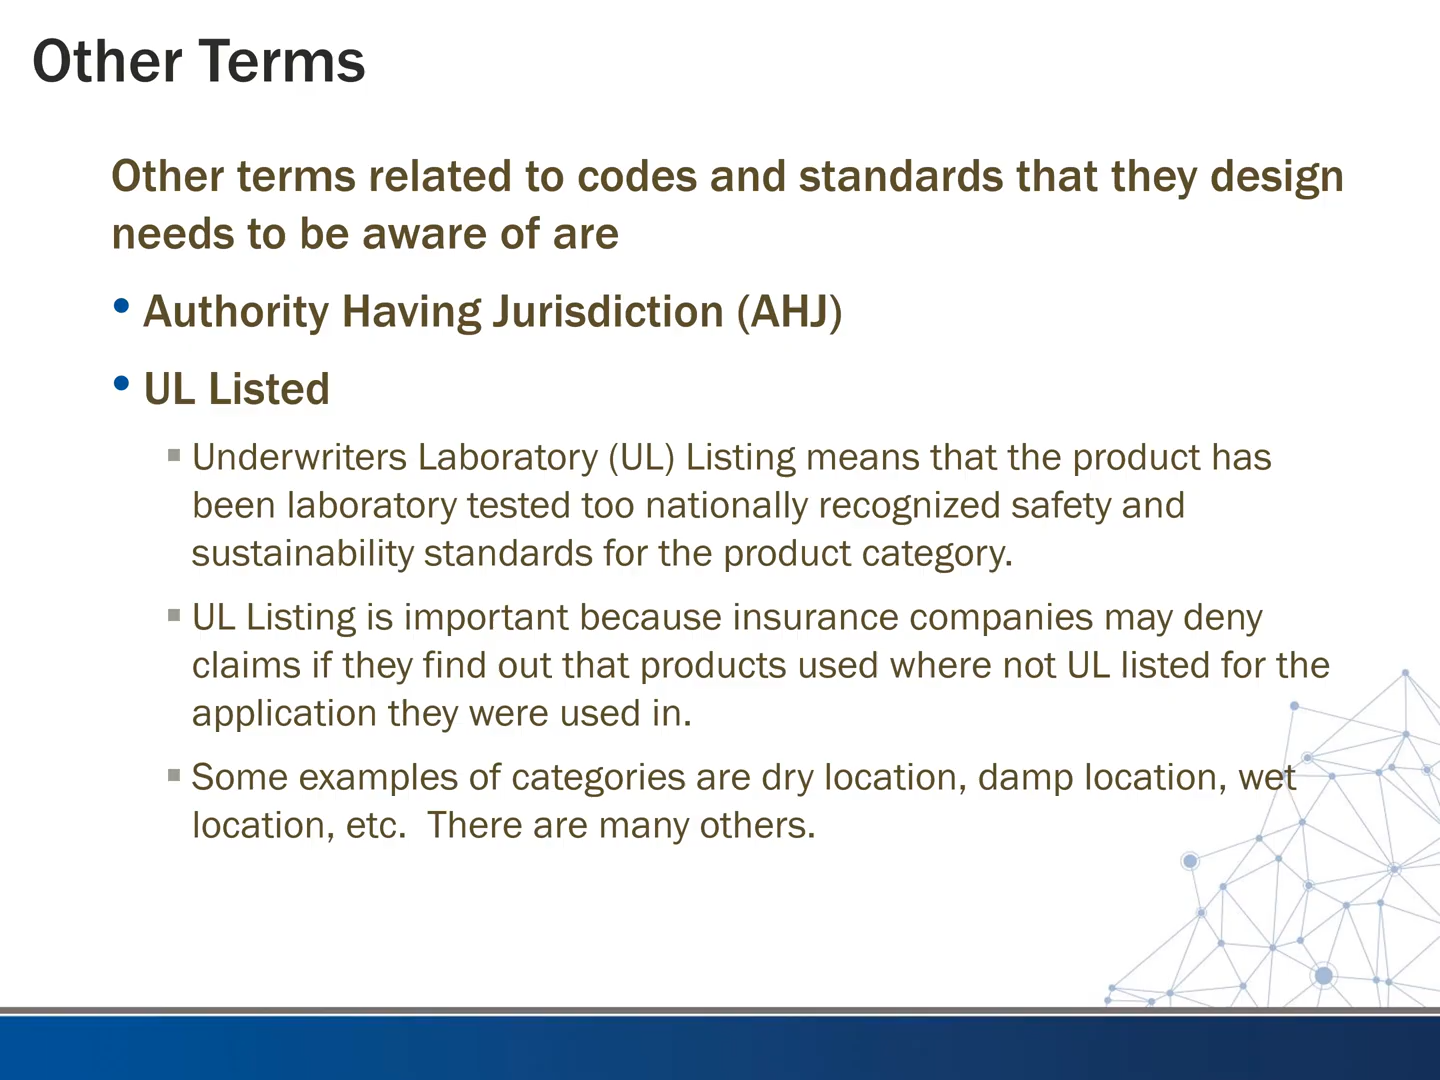 Other Terms
Other terms related to codes and standards that they design
needs to be aware of are
• Authority Having Jurisdiction (AHJ)
• UL Listed
▪ Underwriters Laboratory (UL) Listing means that the product has
been laboratory tested too nationally recognized safety and
sustainability standards for the product category.
▪ UL Listing is important because insurance companies may deny
claims if they find out that products used where not UL listed for the
application they were used in.
▪ Some examples of categories are dry location, damp location, wet
location, etc.  There are many others.